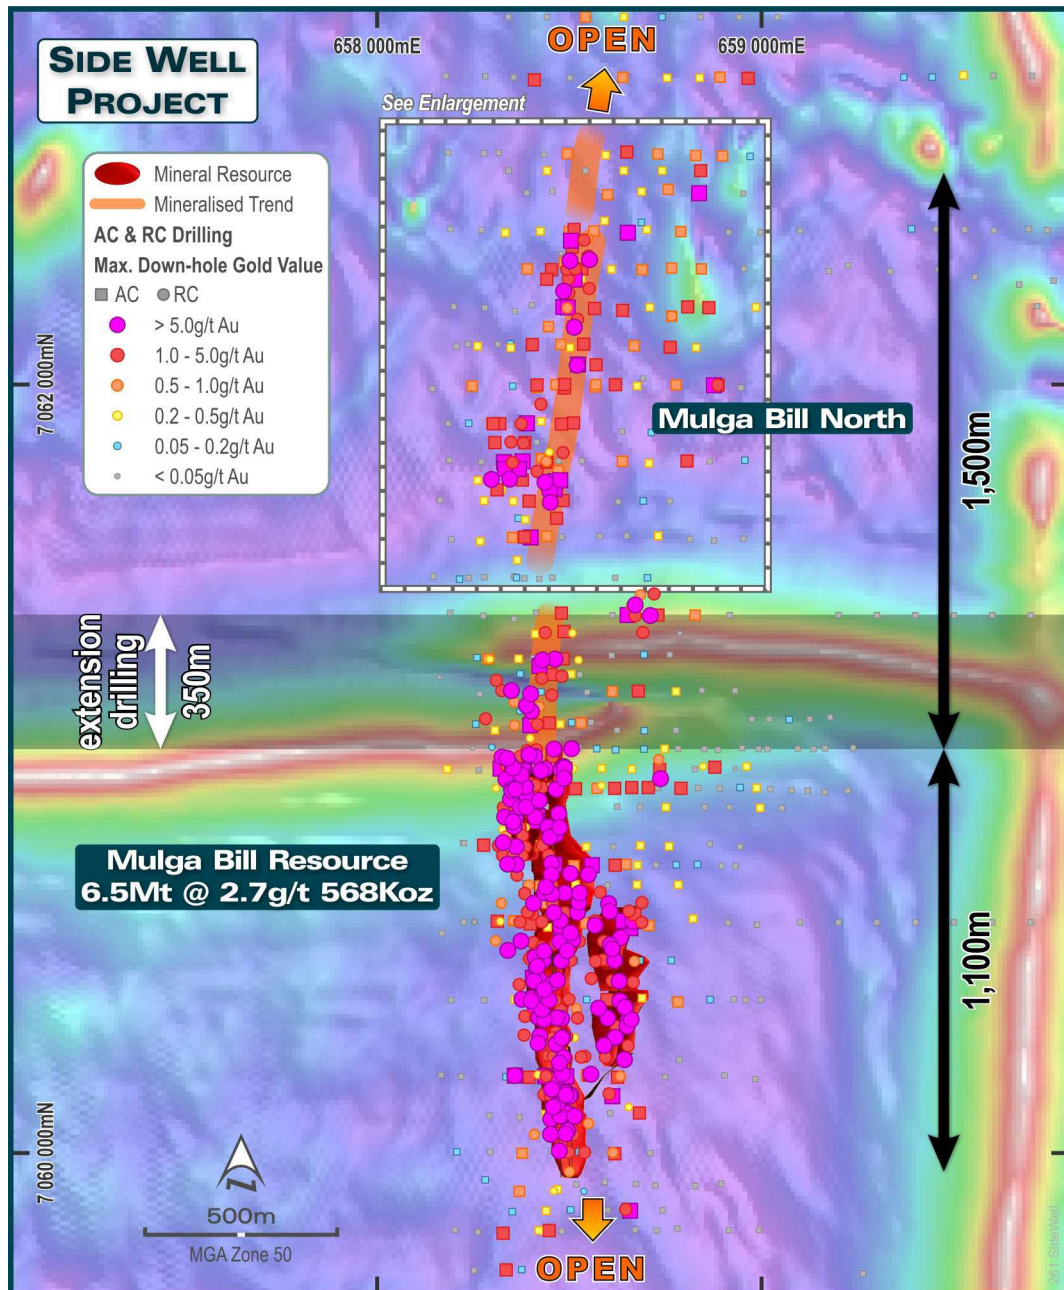 SIDE WELL
PROJECT
658 000mE
OPEN
659 000mE
See Enlargement
Mineral Resource
Mineralised Trend
AC & RC Drilling
Max. Down-hole Gold Value
AC RC
> 5.0g/t Au
1.0 - 5.0g/t Au
0.5 - 1.0g/t Au
0.2 - 0.5g/t Au
0.05 - 0.2g/t Au
< 0.05g/t Au
7 062 000mN
Mulga Bill North
1,500m
extension
drilling
350m
Mulga Bill Resource
6.5Mt @ 2.7g/t 568Koz
1,100m
7 060 000mN
500m
MGA Zone 50
OPEN
261 SideWell